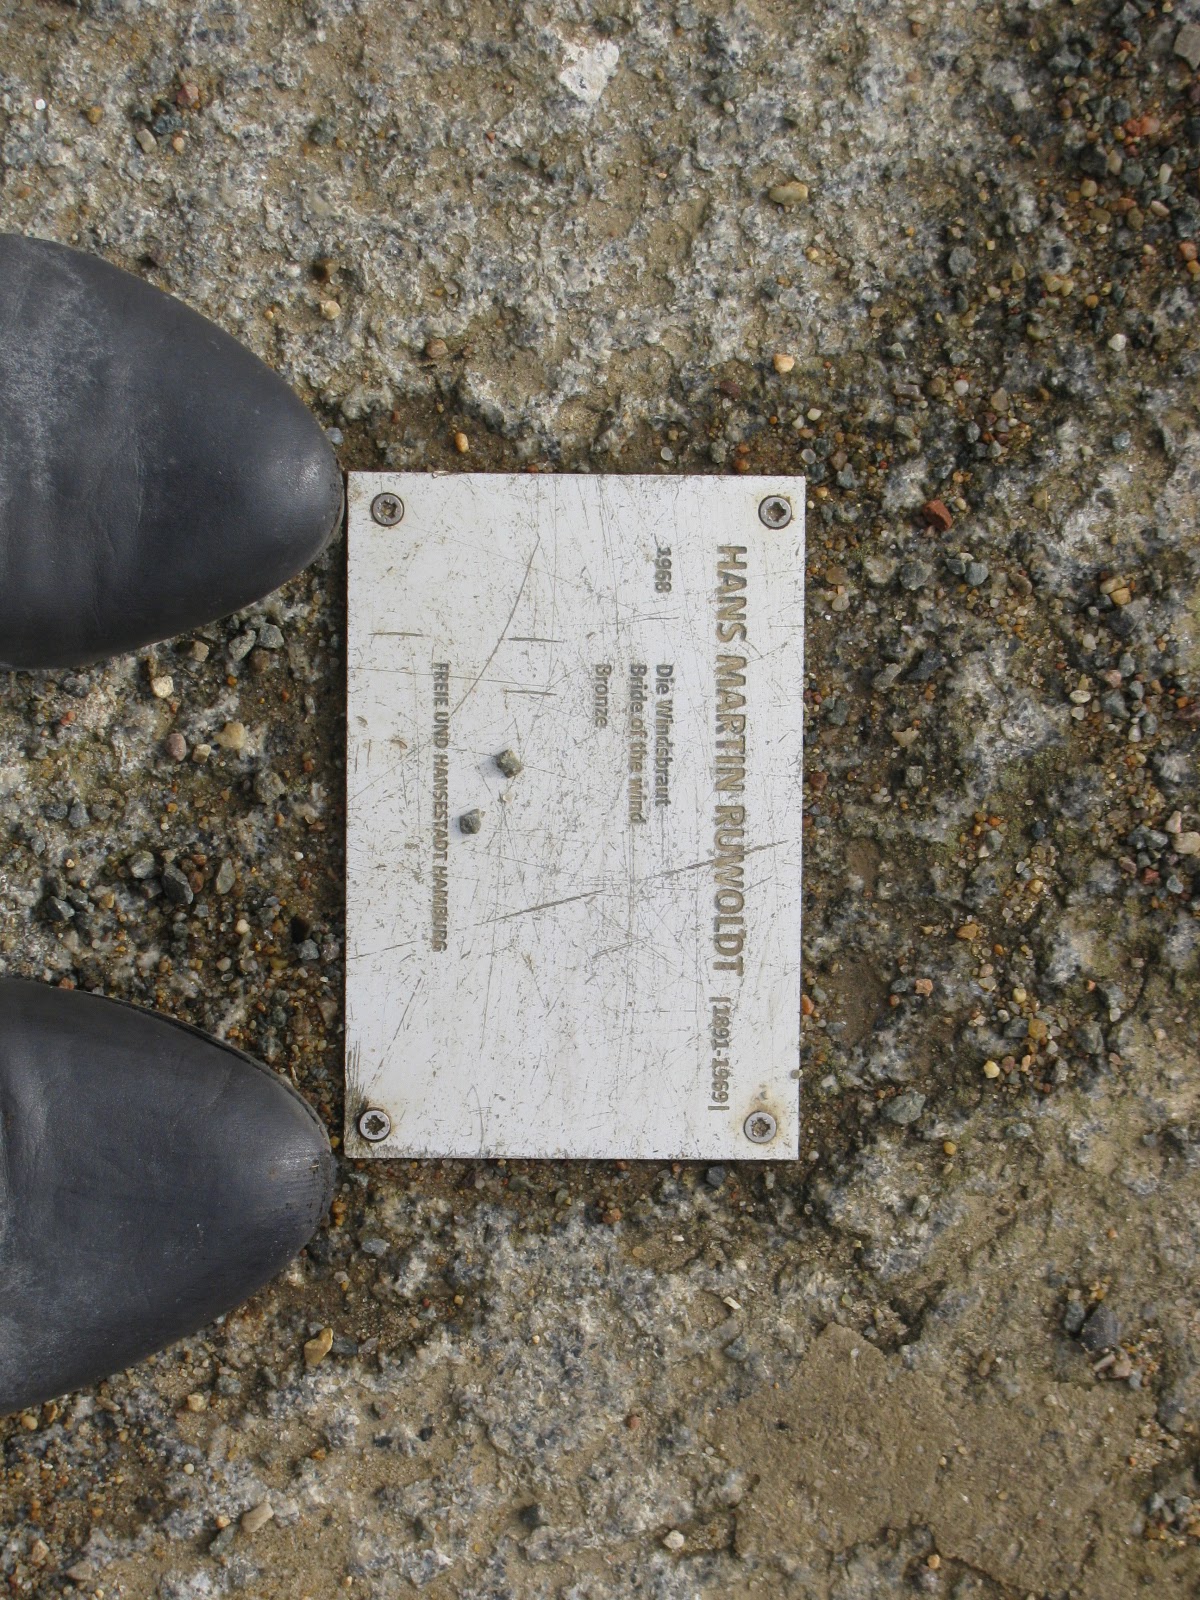 HANS MARTIN RUWOLDT |1891-1969|
1968 Die Windsbraut
Bride of the wind
Bronze
FREIE UND HANSESTADT HAMBURG